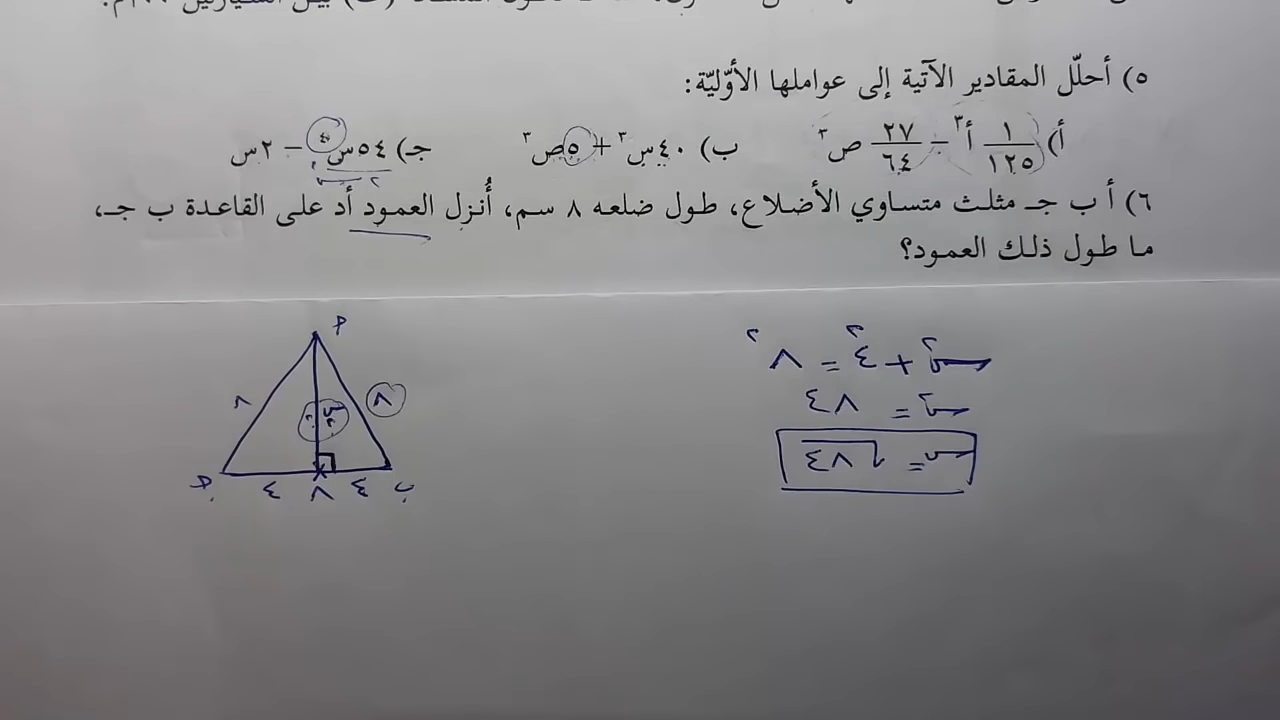 ٥) أحلّل المقادير الآتية إلى عواملها الأوّليّة:
أ) ١/١٢٥ أ٣ − ٢٧/٦٤ ص٣ ب) ٤٠س٣ + ٥ص٣ جـ) ٥٤س٤ − ٢س
٦) أ ب جـ مثلث متساوي الأضلاع، طول ضلعه ٨ سم، أُنزل العمود أد على القاعدة ب جـ،
ما طول ذلك العمود؟
س٢ + ٤٢ = ٨٢
س٢ = ٤٨
س = √٤٨
أ
٨ س ٨
جـ ٤ ٨ ٤ ب